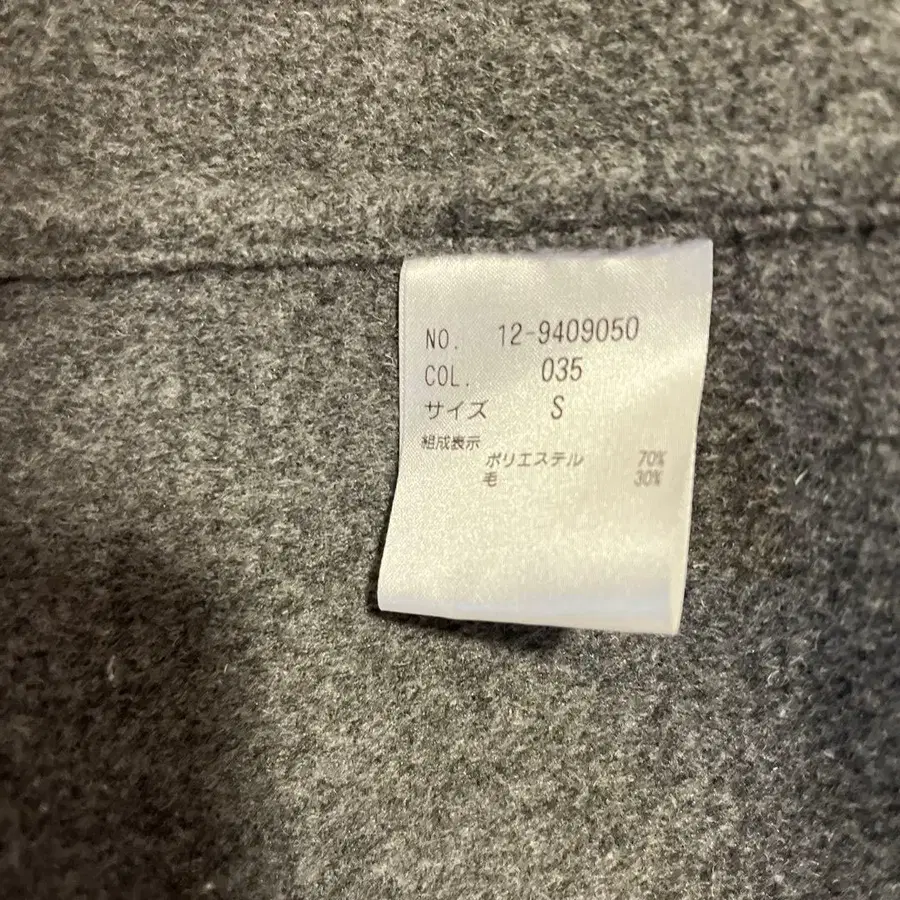 NO. 12-9409050
COL. 035
サイズ S
組成表示
ポリエステル 70%
毛 30%